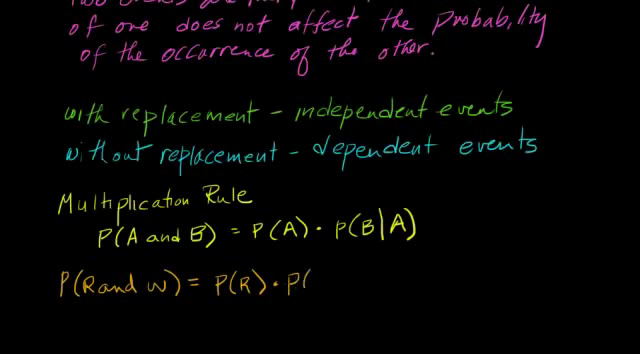 of one does not affect the probability
of the occurrence of the other.
with replacement - independent events
without replacement - dependent events
Multiplication Rule
P(A and B) = P(A) · P(B|A)
P(R and W) = P(R) · P(